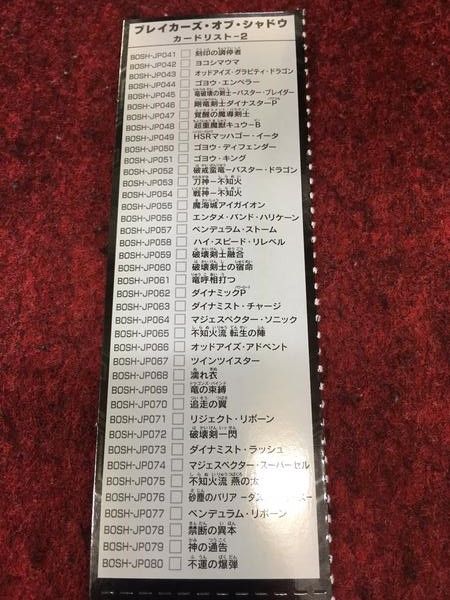 ブレイカーズ・オブ・シャドウ
カードリスト-2
BOSH-JP041 刻印の調停者
BOSH-JP042 ヨコシマウマ
BOSH-JP043 オッドアイズ・グラビティ・ドラゴン
BOSH-JP044 ゴヨウ・エンペラー
BOSH-JP045 竜破壊の剣士-バスター・ブレイダー
BOSH-JP046 剛竜剣士ダイナスターP
BOSH-JP047 覚醒の魔導剣士
BOSH-JP048 超重魔獣キュウ-B
BOSH-JP049 HSRマッハゴー・イータ
BOSH-JP050 ゴヨウ・ディフェンダー
BOSH-JP051 ゴヨウ・キング
BOSH-JP052 破戒蛮竜-バスター・ドラゴン
BOSH-JP053 刀神-不知火
BOSH-JP054 戦神-不知火
BOSH-JP055 魔海城アイガイオン
BOSH-JP056 エンタメ・バンド・ハリケーン
BOSH-JP057 ペンデュラム・ストーム
BOSH-JP058 ハイ・スピード・リレベル
BOSH-JP059 破壊剣士融合
BOSH-JP060 破壊剣士の宿命
BOSH-JP061 竜呼相打つ
BOSH-JP062 ダイナミックP
BOSH-JP063 ダイナミスト・チャージ
BOSH-JP064 マジェスペクター・ソニック
BOSH-JP065 不知火流 転生の陣
BOSH-JP066 オッドアイズ・アドベント
BOSH-JP067 ツインツイスター
BOSH-JP068 濡れ衣
BOSH-JP069 竜の束縛
BOSH-JP070 追走の翼
BOSH-JP071 リジェクト・リボーン
BOSH-JP072 破壊剣一閃
BOSH-JP073 ダイナミスト・ラッシュ
BOSH-JP074 マジェスペクター・スーパーセル
BOSH-JP075 不知火流 燕の太
BOSH-JP076 砂塵のバリア
BOSH-JP077 ペンデュラム・リボーン
BOSH-JP078 禁断の異本
BOSH-JP079 神の通告
BOSH-JP080 不運の爆弾